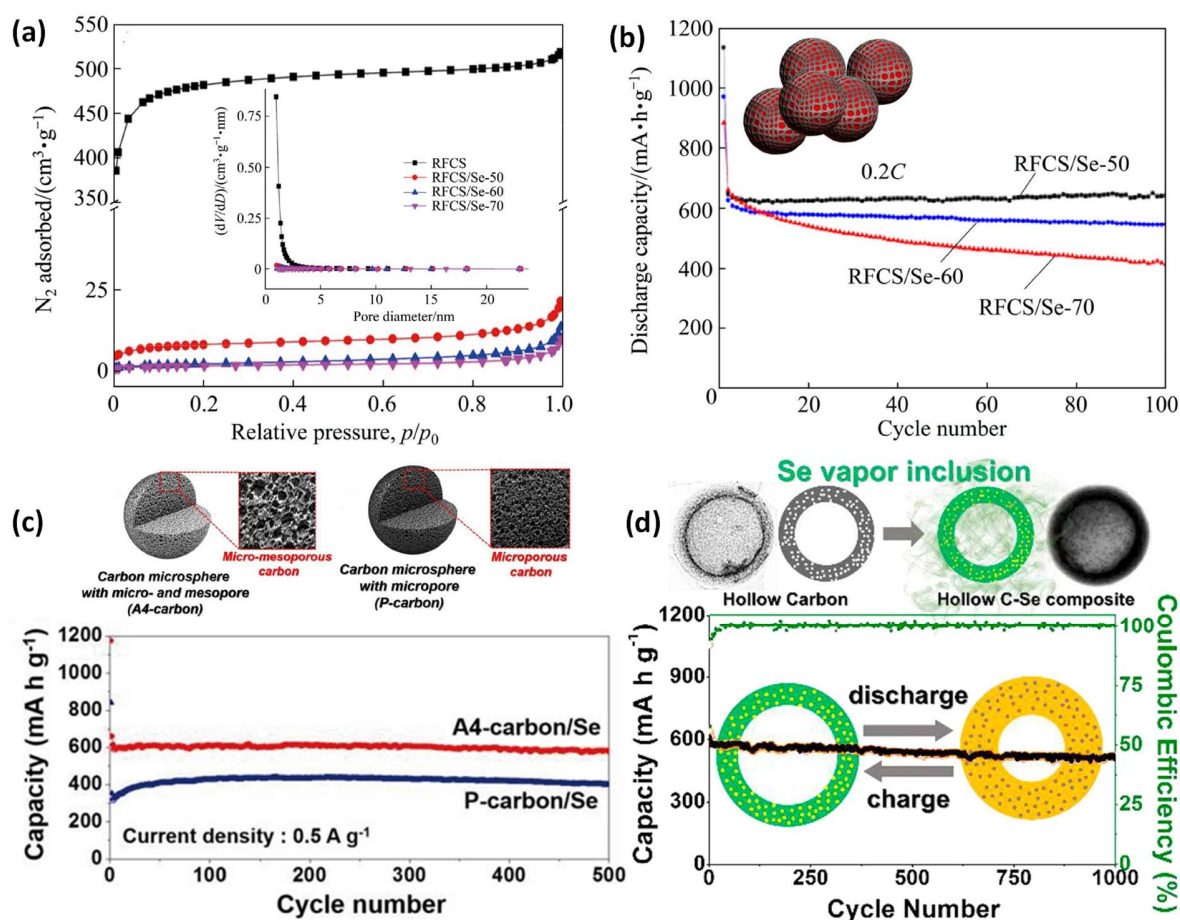 (a)
550
500
450
400
350
25
0
N₂ adsorbed/(cm³•g⁻¹)
0
0.2
0.4
0.6
0.8
1.0
Relative pressure, p/p₀
0.75
0.50
0.25
0
(dV/dD)/(cm³•g⁻¹•nm)
0
5
10
15
20
Pore diameter/nm
RFCS
RFCS/Se-50
RFCS/Se-60
RFCS/Se-70
(b)
1200
1000
800
600
400
200
0
Discharge capacity/(mA•h•g⁻¹)
20
40
60
80
100
Cycle number
0.2C
RFCS/Se-50
RFCS/Se-60
RFCS/Se-70
(c)
Micro-mesoporous
carbon
Carbon microsphere
with micro- and mesopore
(A4-carbon)
Microporous
carbon
Carbon microsphere
with micropore
(P-carbon)
1200
1000
800
600
400
200
0
Capacity (mA h g⁻¹)
A4-carbon/Se
P-carbon/Se
Current density : 0.5 A g⁻¹
0
100
200
300
400
500
Cycle number
(d)
Se vapor inclusion
Hollow Carbon
Hollow C-Se composite
1200
900
600
300
0
Capacity (mA h g⁻¹)
discharge
charge
100
75
50
25
0
Coulombic Efficiency (%)
0
250
500
750
1000
Cycle Number